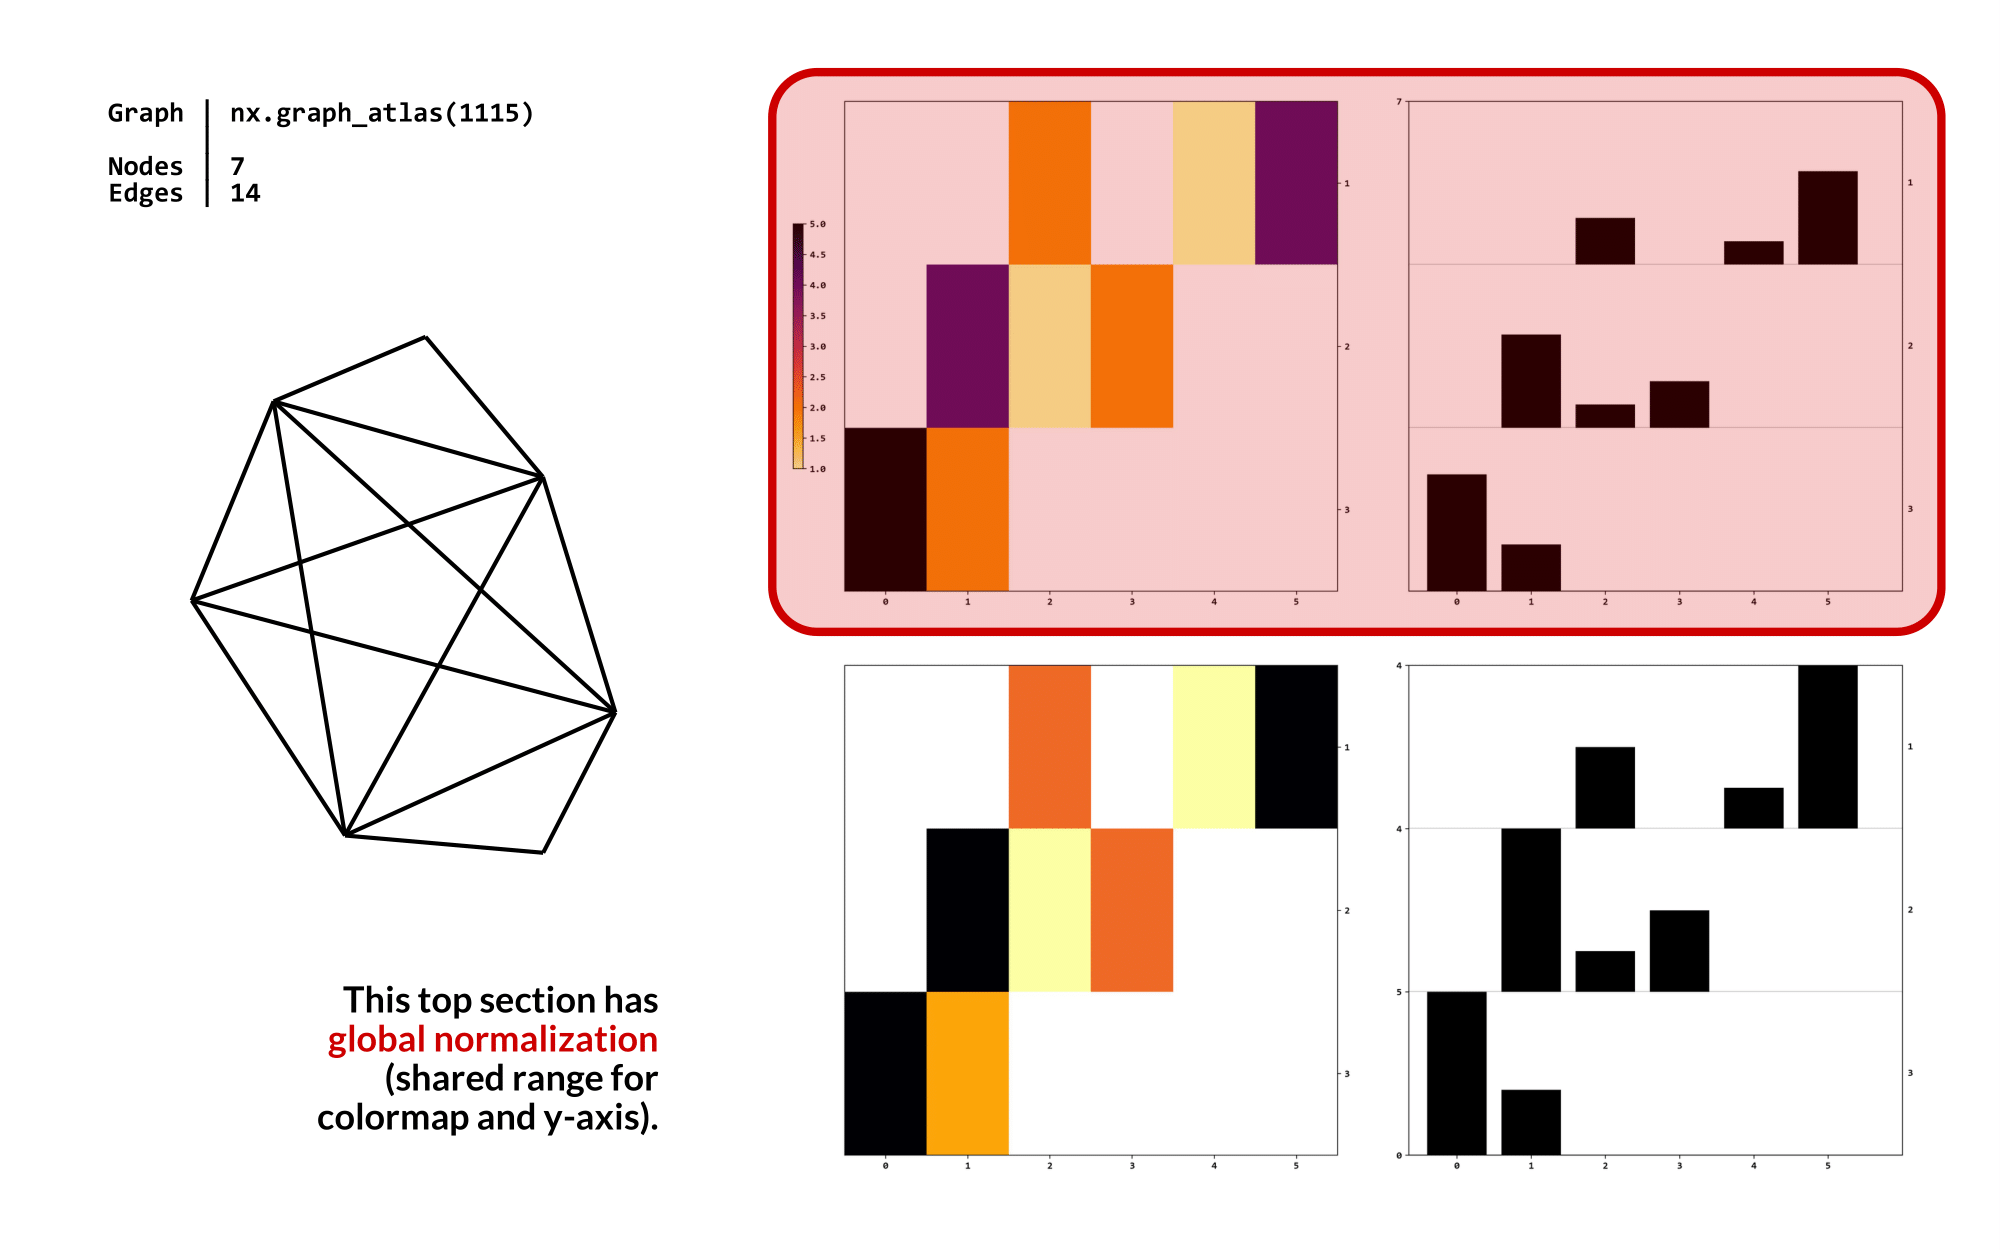 Graph | nx.graph_atlas(1115)
Nodes | 7
Edges | 14
This top section has
global normalization
(shared range for
colormap and y-axis).
5.0
4.5
4.0
3.5
3.0
2.5
2.0
1.5
1.0
1
2
3
0 1 2 3 4 5
7
1
2
3
0 1 2 3 4 5
1
2
3
0 1 2 3 4 5
4
1
4
2
5
3
0
0 1 2 3 4 5